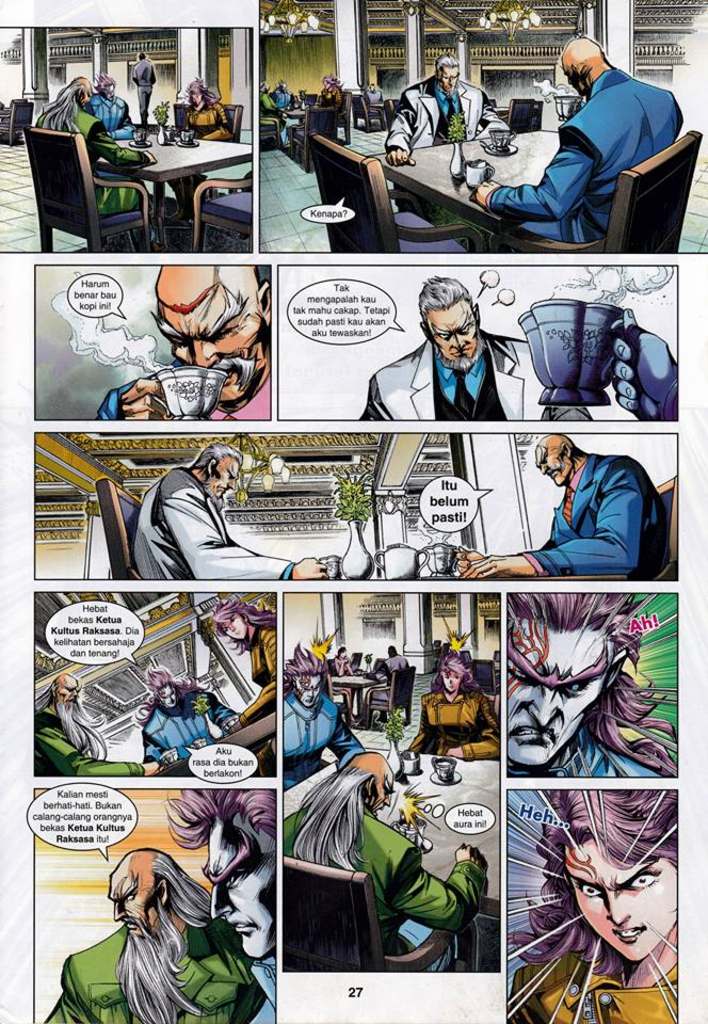 Kenapa?
Harum
benar bau
kopi ini!
Tak
mengapalah kau
tak mahu cakap. Tetapi
sudah pasti kau akan
aku tewaskan!
Itu
belum
pasti!
Hebat
bekas Ketua
Kultus Raksasa. Dia
kelihatan bersahaja
dan tenang!
Aku
rasa dia bukan
berlakon!
Kalian mesti
berhati-hati. Bukan
calang-calang orangnya
bekas Ketua Kultus
Raksasa itu!
Hebat
aura ini!
Ah!
Heh...
27